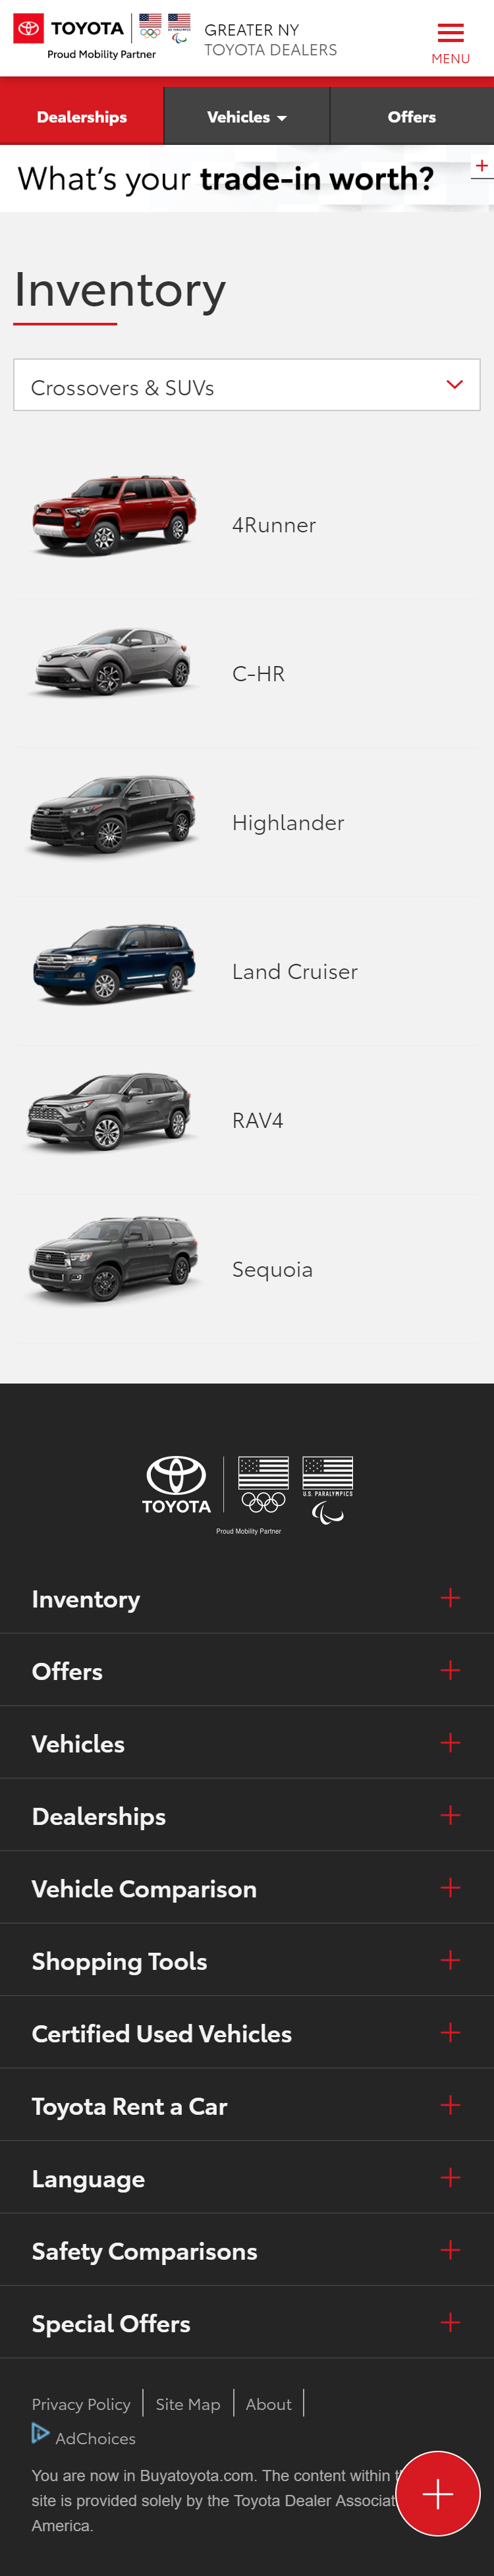 TOYOTA
Proud Mobility Partner
GREATER NY
TOYOTA DEALERS
MENU
Dealerships
Vehicles
Offers
What's your trade-in worth?
Inventory
Crossovers & SUVs
4Runner
C-HR
Highlander
Land Cruiser
RAV4
Sequoia
TOYOTA
U.S. PARALYMPICS
Proud Mobility Partner
Inventory
Offers
Vehicles
Dealerships
Vehicle Comparison
Shopping Tools
Certified Used Vehicles
Toyota Rent a Car
Language
Safety Comparisons
Special Offers
Privacy Policy
Site Map
About
AdChoices
You are now in Buyatoyota.com. The content within
site is provided solely by the Toyota Dealer Associat
America.